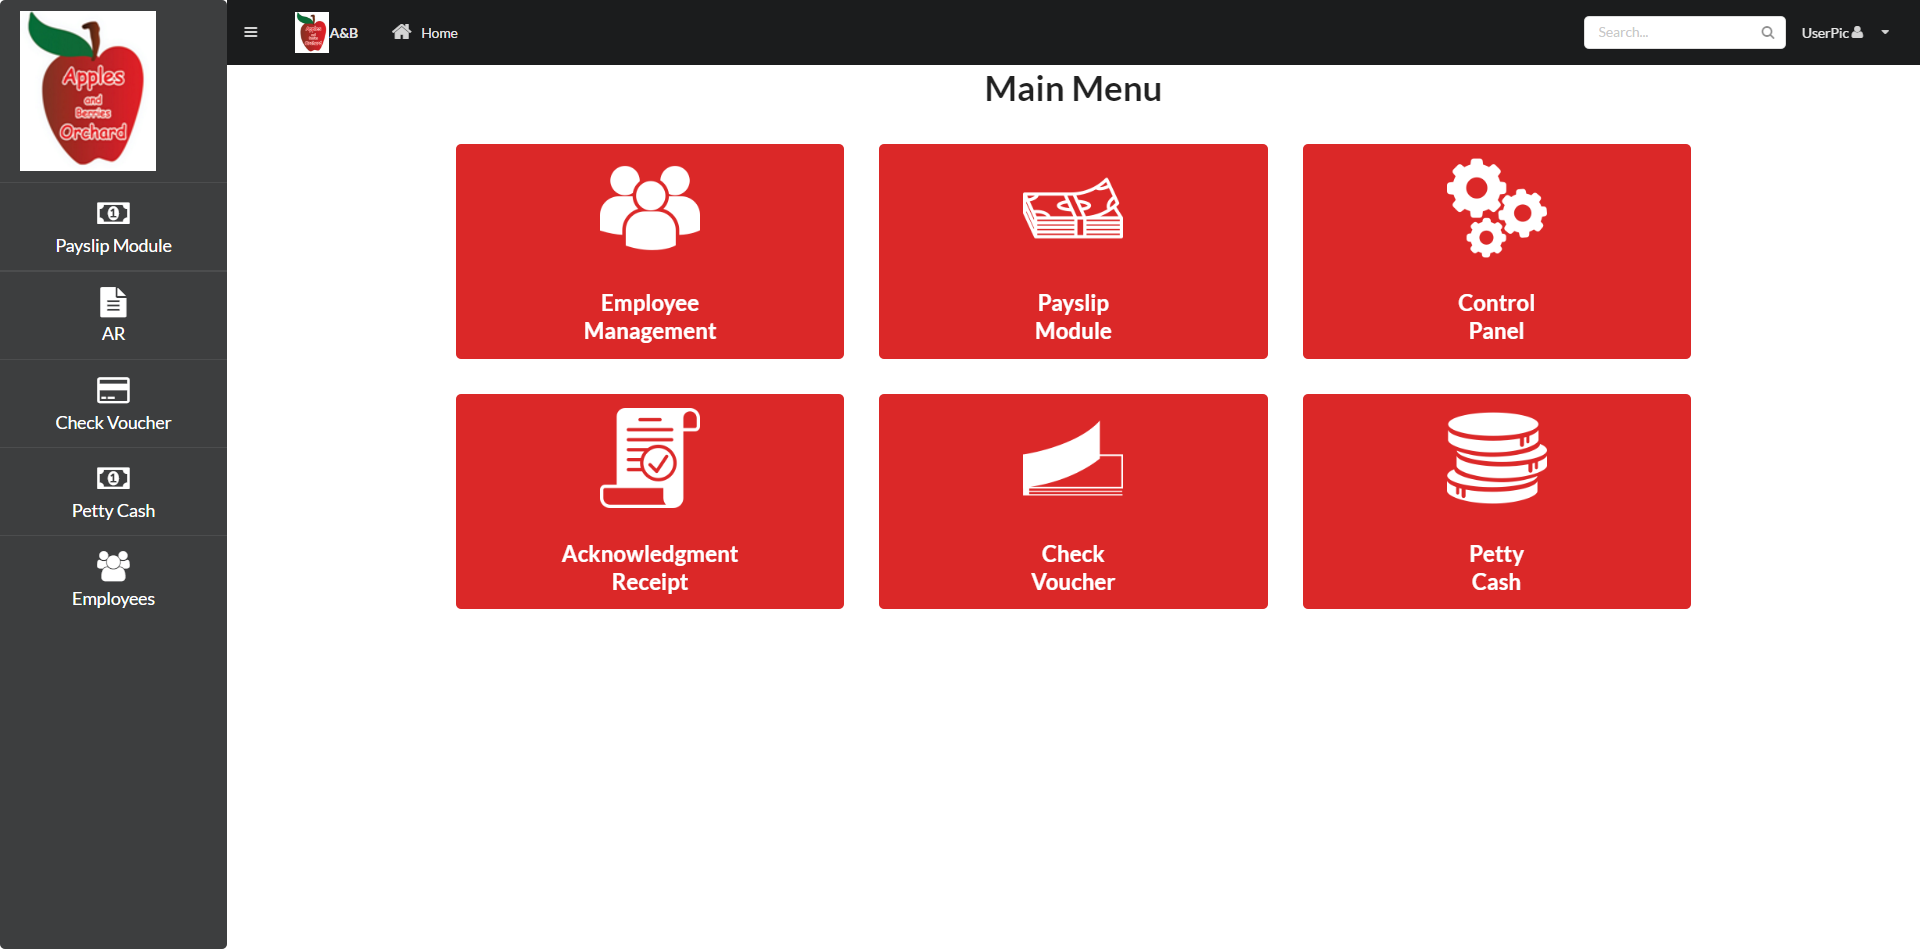 Apples
and
Berries
Orchard
Payslip Module
AR
Check Voucher
Petty Cash
Employees
A&B
Home
Search...
UserPic
Main Menu
Employee
Management
Payslip
Module
Control
Panel
Acknowledgment
Receipt
Check
Voucher
Petty
Cash